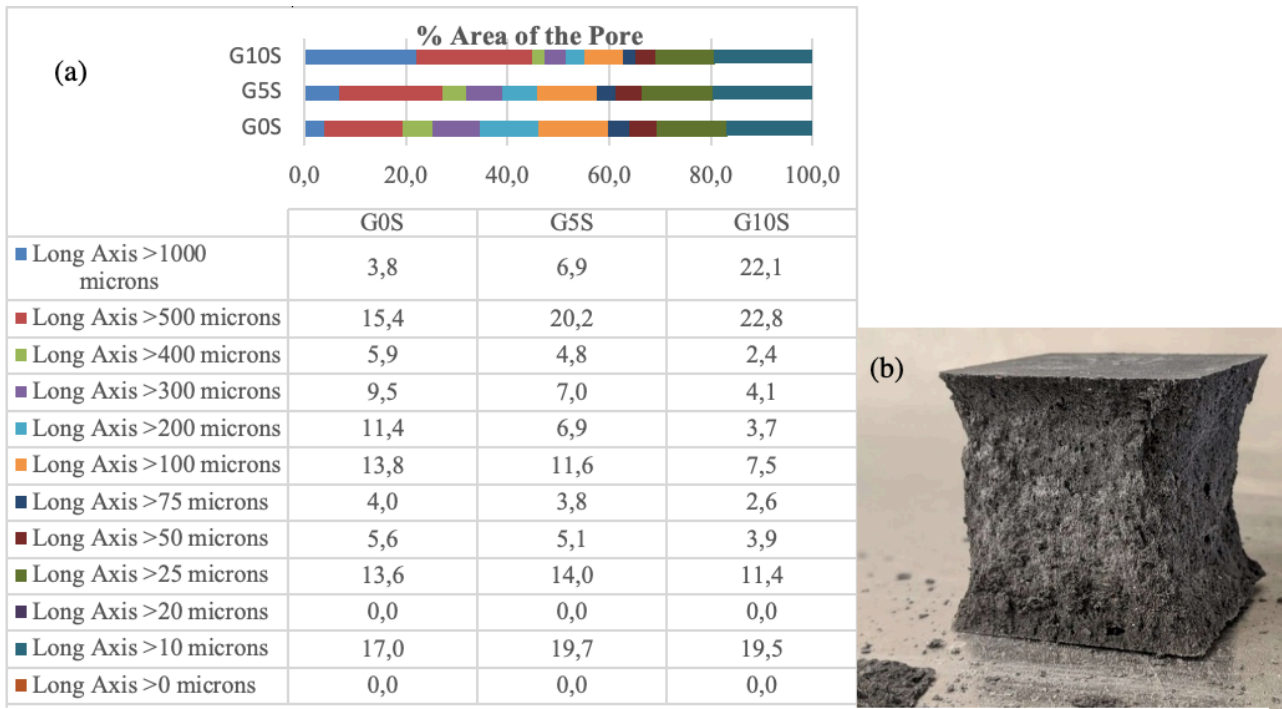 % Area of the Pore
(a)
G10S
G5S
G0S
0,0 20,0 40,0 60,0 80,0 100,0
G0S G5S G10S
Long Axis >1000
microns
3,8 6,9 22,1
Long Axis >500 microns 15,4 20,2 22,8
Long Axis >400 microns 5,9 4,8 2,4
Long Axis >300 microns 9,5 7,0 4,1
Long Axis >200 microns 11,4 6,9 3,7
Long Axis >100 microns 13,8 11,6 7,5
Long Axis >75 microns 4,0 3,8 2,6
Long Axis >50 microns 5,6 5,1 3,9
Long Axis >25 microns 13,6 14,0 11,4
Long Axis >20 microns 0,0 0,0 0,0
Long Axis >10 microns 17,0 19,7 19,5
Long Axis >0 microns 0,0 0,0 0,0
(b)